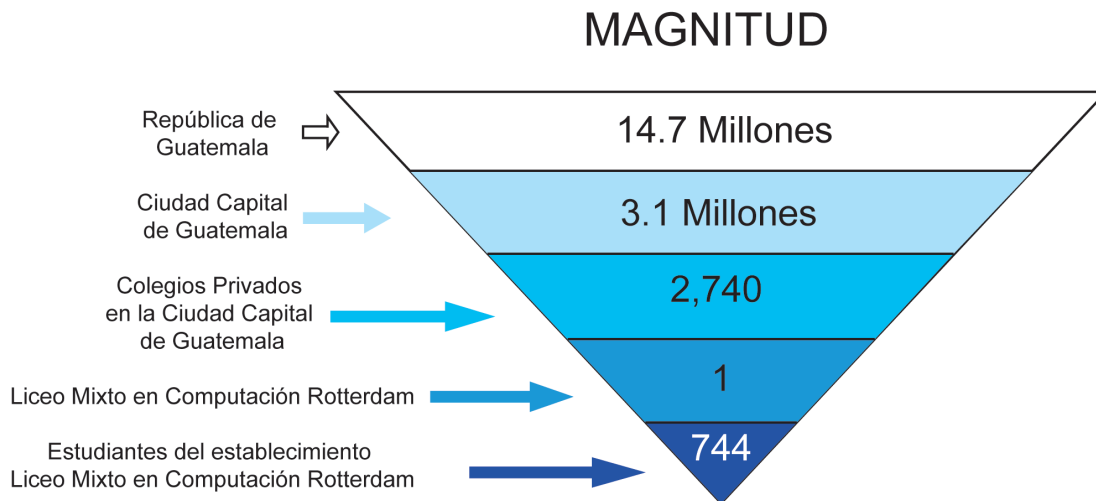 MAGNITUD
República de
Guatemala
14.7 Millones
Ciudad Capital
de Guatemala
3.1 Millones
Colegios Privados
en la Ciudad Capital
de Guatemala
2,740
Liceo Mixto en Computación Rotterdam
1
Estudiantes del establecimiento
Liceo Mixto en Computación Rotterdam
744